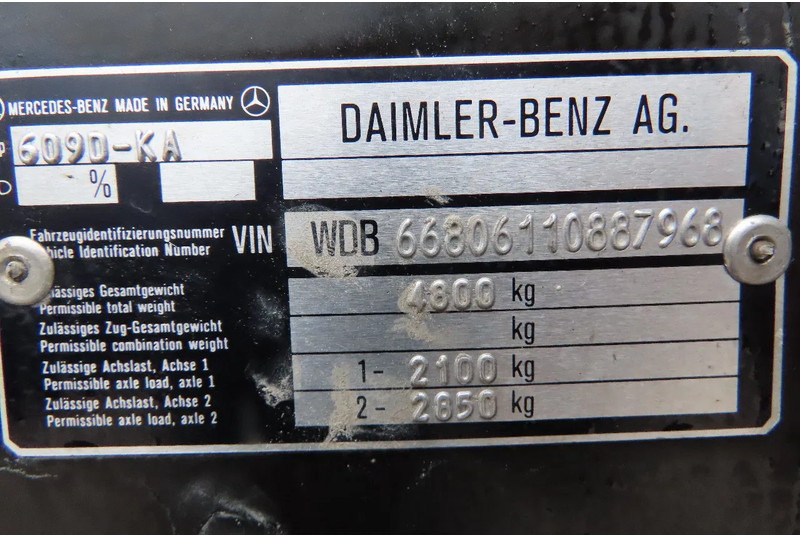 MERCEDES-BENZ MADE IN GERMANY
DAIMLER-BENZ AG.
609D-KA
%
Fahrzeugidentifizierungsnummer
Vehicle Identification Number
VIN WDB 66806110887968
Zulässiges Gesamtgewicht
Permissible total weight
4800 kg
Zulässiges Zug-Gesamtgewicht
Permissible combination weight
kg
Zulässige Achslast, Achse 1
Permissible axle load, axle 1
1- 2100 kg
Zulässige Achslast, Achse 2
Permissible axle load, axle 2
2- 2850 kg